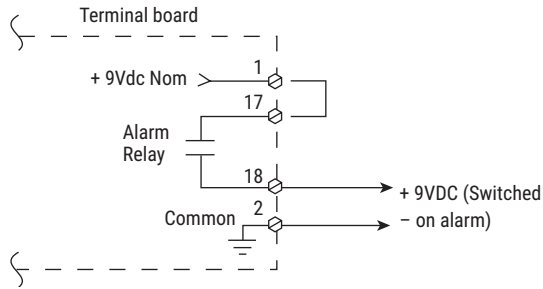 Terminal board
+ 9Vdc Nom
1
17
Alarm
Relay
18
+ 9VDC (Switched
Common
2
− on alarm)